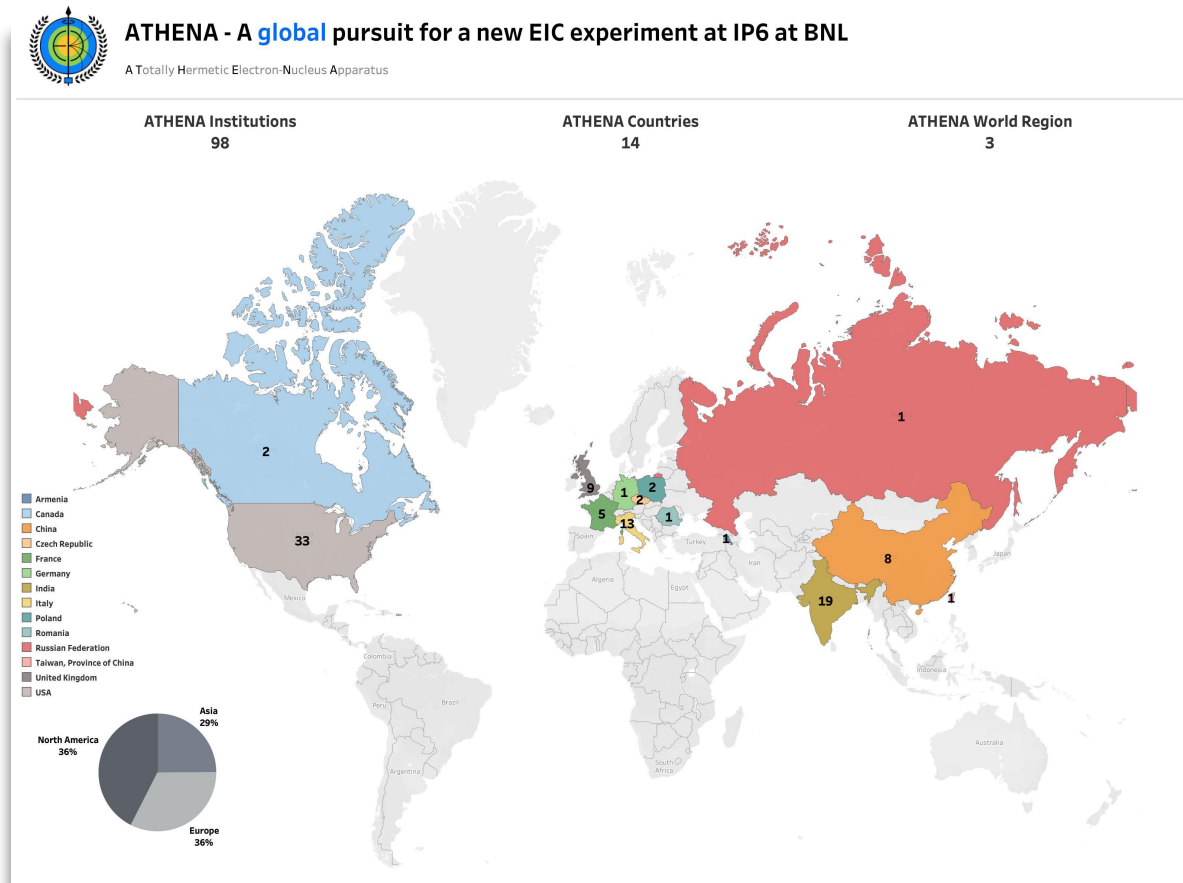 ATHENA - A global pursuit for a new EIC experiment at IP6 at BNL
A Totally Hermetic Electron-Nucleus Apparatus
ATHENA Institutions
98
ATHENA Countries
14
ATHENA World Region
3
1
2
9
1
2
2
5
13
1
33
1
8
1
19
Spain
Turkey
Iran
Japan
Algeria
Egypt
Mexico
Colombia
Peru
Brazil
Argentina
South
Africa
Indonesia
Australia
Armenia
Canada
China
Czech Republic
France
Germany
India
Italy
Poland
Romania
Russian Federation
Taiwan, Province of China
United Kingdom
USA
Asia
29%
North America
36%
Europe
36%